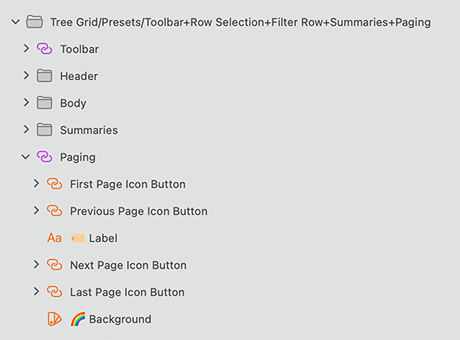 Tree Grid/Presets/Toolbar+Row Selection+Filter Row+Summaries+Paging
Toolbar
Header
Body
Summaries
Paging
First Page Icon Button
Previous Page Icon Button
Aa Label
Next Page Icon Button
Last Page Icon Button
Background